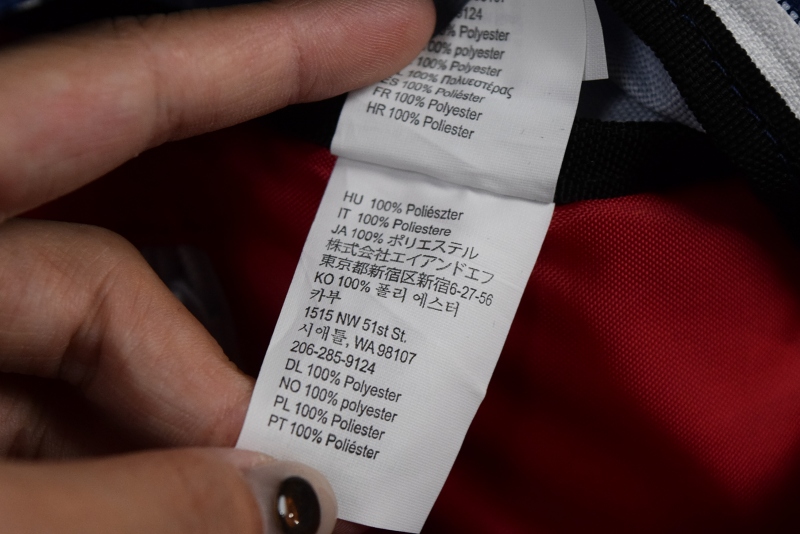 124
% Polyester
00% polyester
100% Polyester
100% Πολυεστέρας
ES 100% Poliéster
FR 100% Polyester
HR 100% Poliester
HU 100% Poliészter
IT 100% Poliestere
JA 100% ポリエステル
株式会社エイアンドエフ
東京都新宿区新宿6-27-56
KO 100% 폴리 에스터
카부
1515 NW 51st St.
시애틀, WA 98107
206-285-9124
DL 100% Polyester
NO 100% polyester
PL 100% Poliester
PT 100% Poliéster